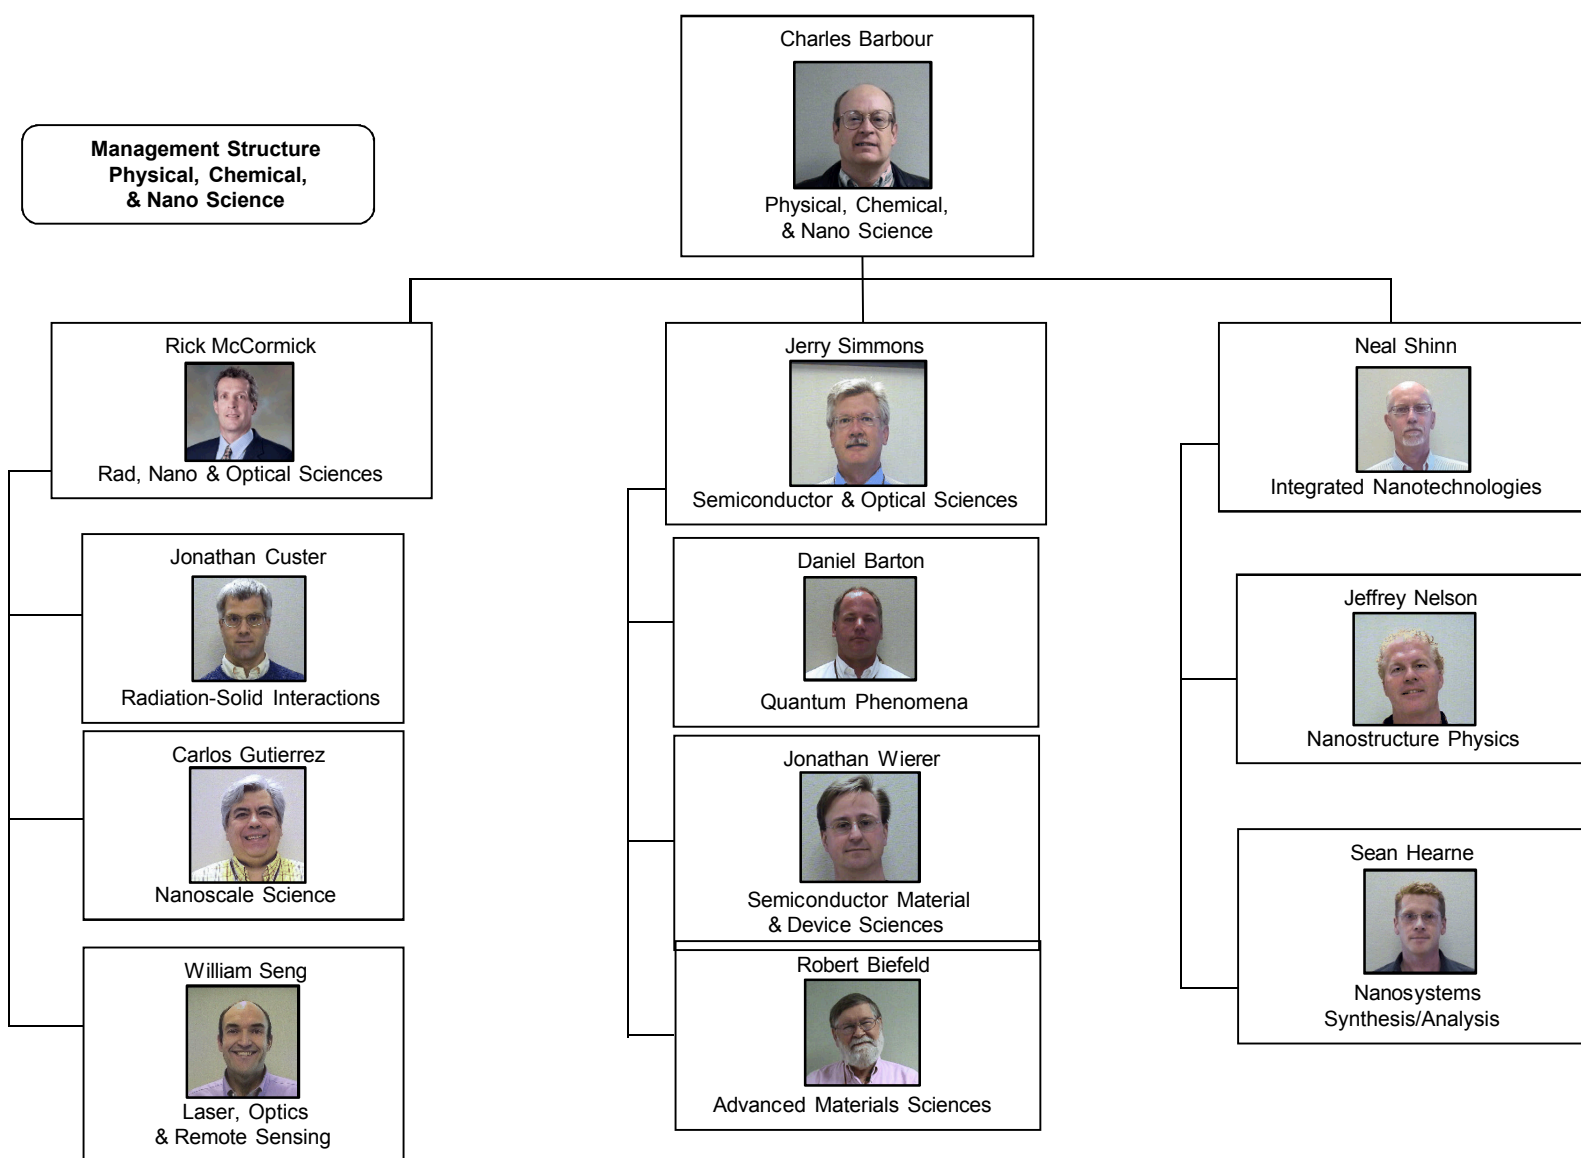 Charles Barbour
Management Structure
Physical, Chemical,
& Nano Science
Physical, Chemical,
& Nano Science
Rick McCormick
Rad, Nano & Optical Sciences
Jonathan Custer
Radiation-Solid Interactions
Carlos Gutierrez
Nanoscale Science
William Seng
Laser, Optics
& Remote Sensing
Jerry Simmons
Semiconductor & Optical Sciences
Daniel Barton
Quantum Phenomena
Jonathan Wierer
Semiconductor Material
& Device Sciences
Robert Biefeld
Advanced Materials Sciences
Neal Shinn
Integrated Nanotechnologies
Jeffrey Nelson
Nanostructure Physics
Sean Hearne
Nanosystems
Synthesis/Analysis